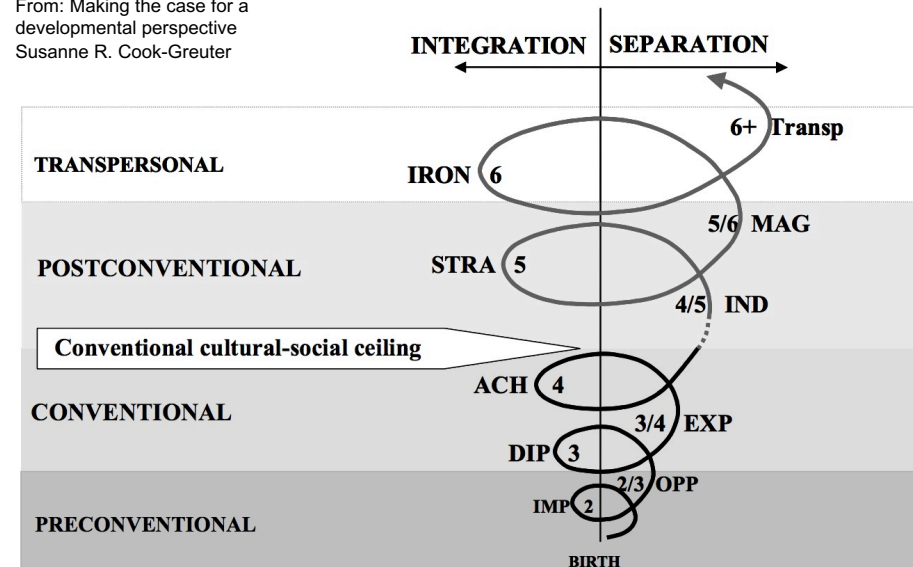 From: Making the case for a
developmental perspective
Susanne R. Cook-Greuter
INTEGRATION SEPARATION
6+ Transp
TRANSPERSONAL
IRON 6
5/6 MAG
POSTCONVENTIONAL
STRA 5
4/5 IND
Conventional cultural-social ceiling
ACH 4
CONVENTIONAL
3/4 EXP
DIP 3
2/3 OPP
IMP 2
PRECONVENTIONAL
BIRTH